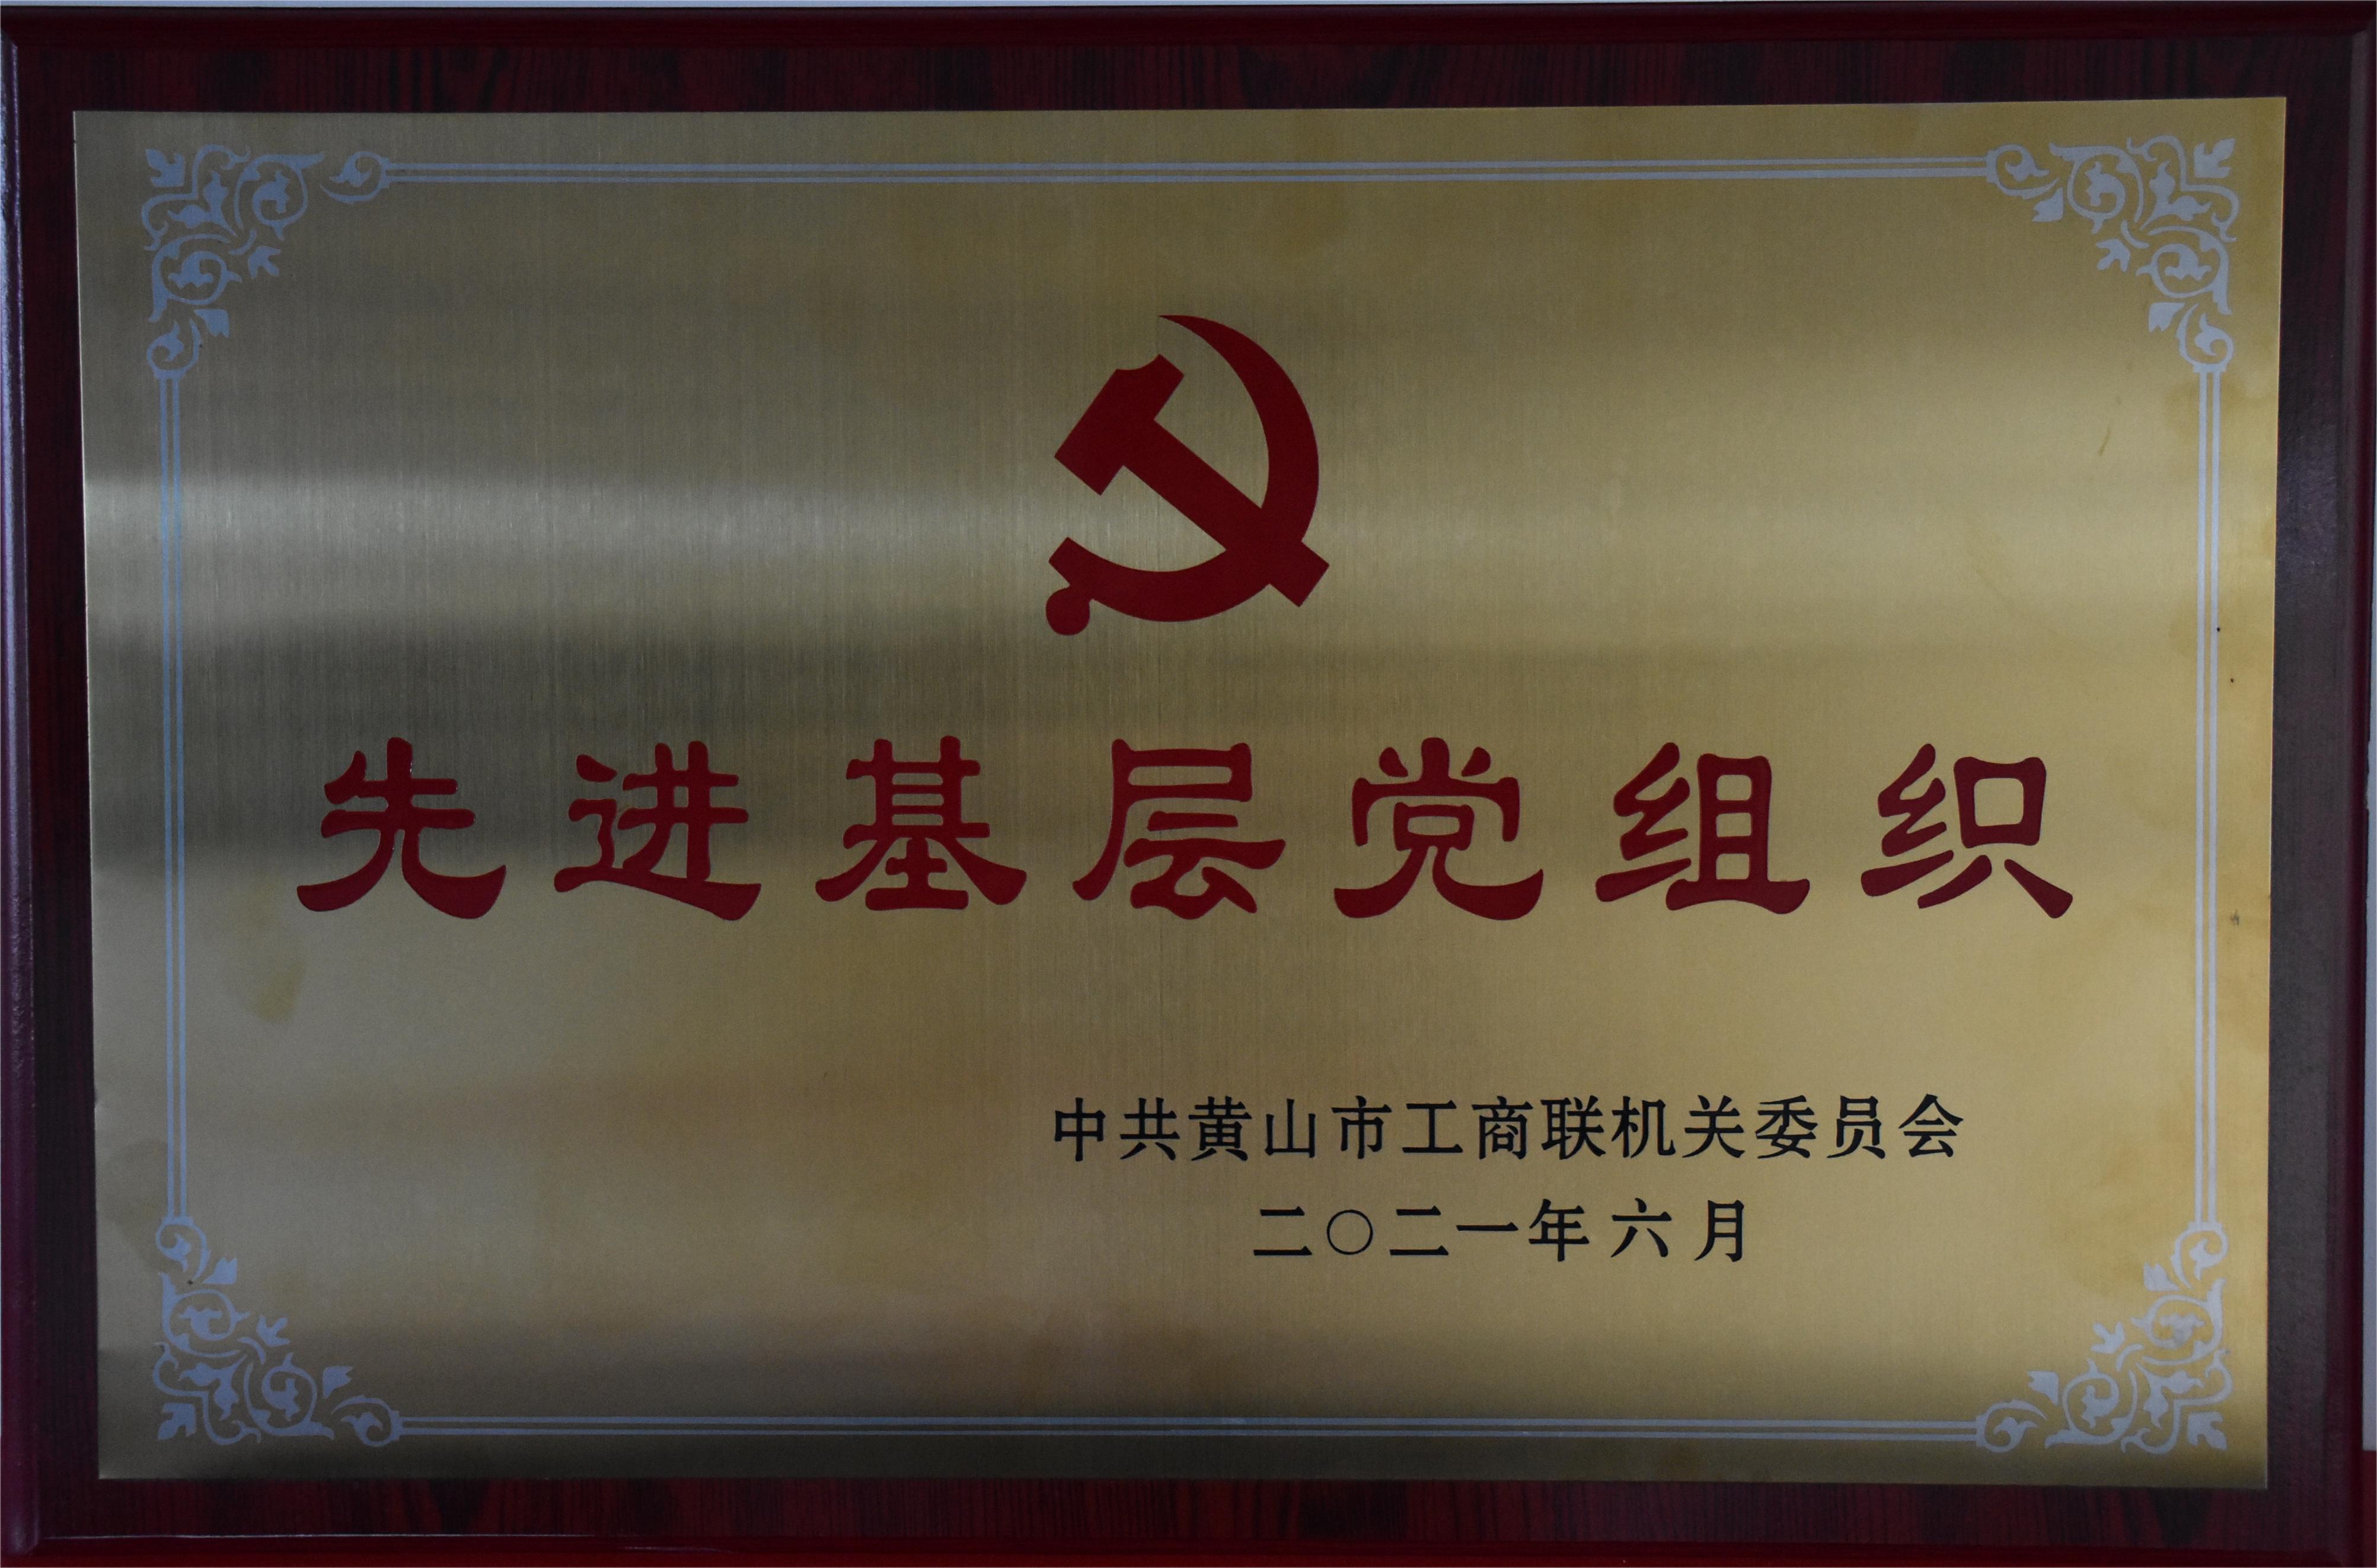 先进基层党组织
中共黄山市工商联机关委员会
二〇二一年六月